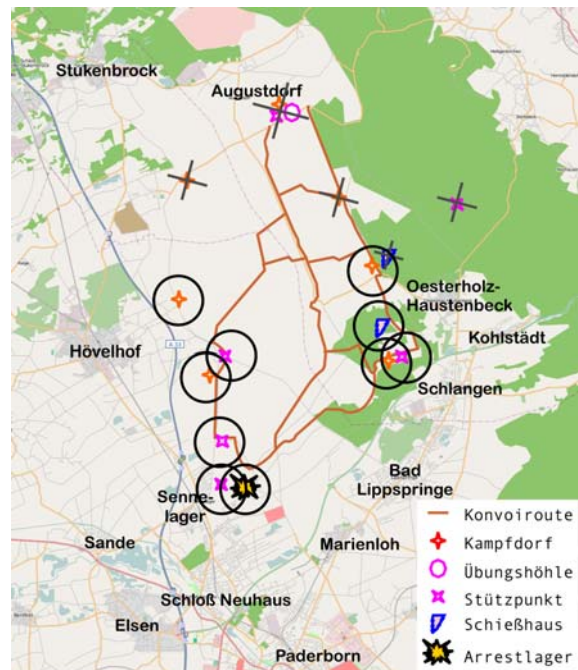 Stukenbrock
Augustdorf
Oesterholz-
Haustenbeck
Kohlstädt
Hövelhof
A 33
Schlangen
Bad
Lippspringe
Senne-
lager
Sande
Marienloh
Schloß Neuhaus
Elsen
Paderborn
Konvoiroute
Kampfdorf
Übungshöhle
Stützpunkt
Schießhaus
Arrestlager